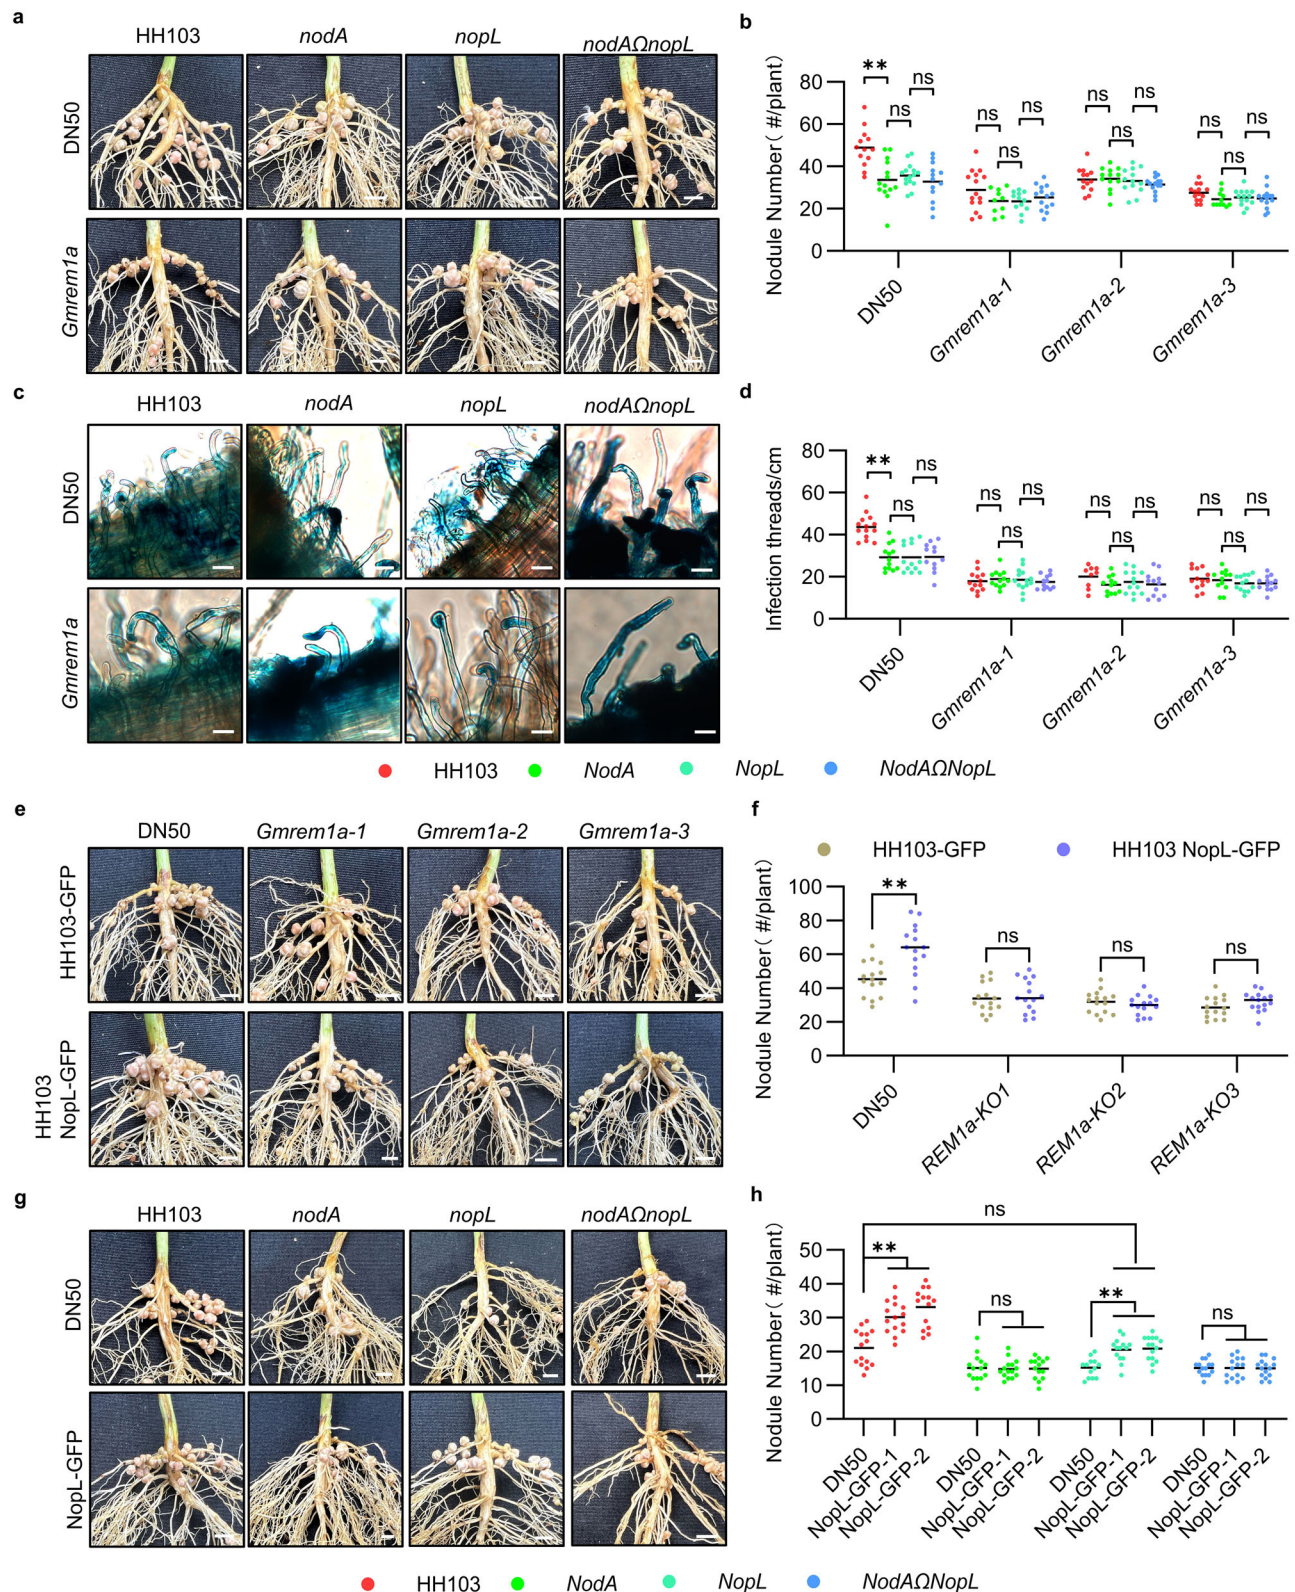 a
HH103 nodA nopL nodAΩnopL
DN50
Gmrem1a
b
Nodule Number( #/plant)
80
60
40
20
0
** ns ns
ns ns ns
ns ns ns
ns ns ns
DN50 Gmrem1a-1 Gmrem1a-2 Gmrem1a-3
c
HH103 nodA nopL nodAΩnopL
DN50
Gmrem1a
d
Infection threads/cm
80
60
40
20
0
** ns ns
ns ns ns
ns ns ns
ns ns ns
DN50 Gmrem1a-1 Gmrem1a-2 Gmrem1a-3
HH103 NodA NopL NodAΩNopL
e
DN50 Gmrem1a-1 Gmrem1a-2 Gmrem1a-3
HH103-GFP
HH103
NopL-GFP
f
HH103-GFP HH103 NopL-GFP
Nodule Number( #/plant)
100
80
60
40
20
0
** ns ns ns
DN50 REM1a-KO1 REM1a-KO2 REM1a-KO3
g
HH103 nodA nopL nodAΩnopL
DN50
NopL-GFP
h
Nodule Number( #/plant)
50
40
30
20
10
0
ns
** ns ** ns
DN50 NopL-GFP-1 NopL-GFP-2 DN50 NopL-GFP-1 NopL-GFP-2 DN50 NopL-GFP-1 NopL-GFP-2 DN50 NopL-GFP-1 NopL-GFP-2
HH103 NodA NopL NodAΩNopL